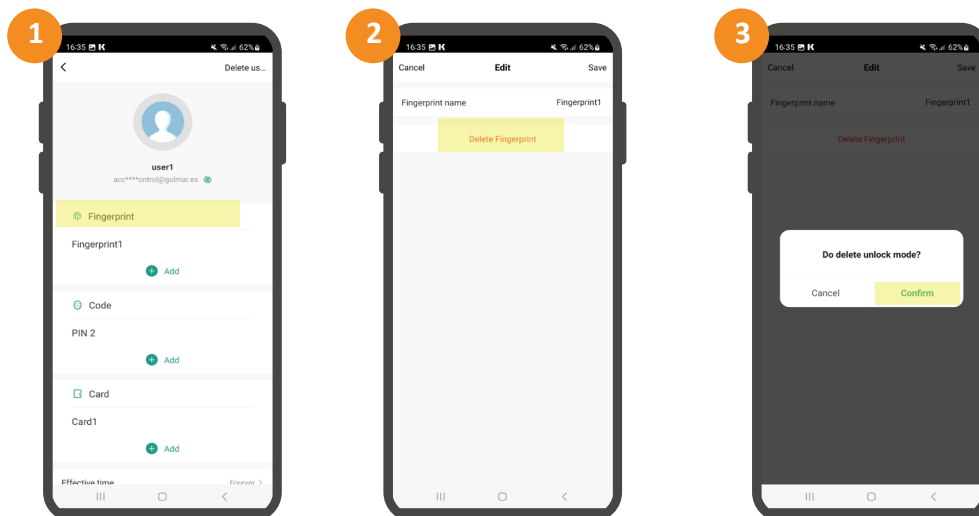 1
16:35 K 62%
Delete us...
user1
acc****ontrol@golmar.es
Fingerprint
Fingerprint1
Add
Code
PIN 2
Add
Card
Card1
Add
Effective time Forever
2
16:35 K 62%
Cancel Edit Save
Fingerprint name Fingerprint1
Delete Fingerprint
3
16:35 K 62%
Cancel Edit Save
Fingerprint name Fingerprint1
Delete Fingerprint
Do delete unlock mode?
Cancel Confirm